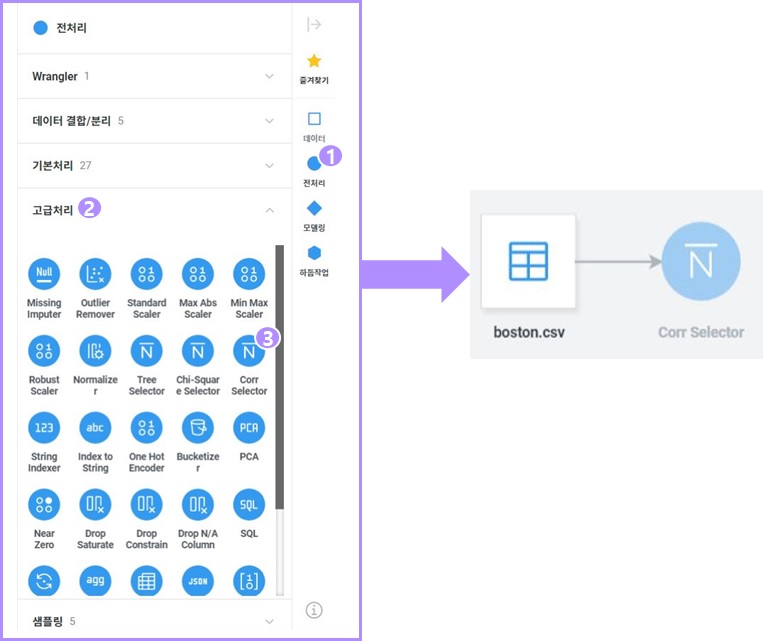 전처리
Wrangler 1
데이터 결합/분리 5
기본처리 27
고급처리 2
Null
Missing
Imputer
Outlier
Remover
Standard
Scaler
Max Abs
Scaler
Min Max
Scaler
3
N
N
N
Robust
Scaler
Normalize
r
Tree
Selector
Chi-Squar
e Selector
Corr
Selector
123
abc
PCA
String
Indexer
Index to
String
One Hot
Encoder
Bucketize
r
PCA
SQL
Near
Zero
Drop
Saturate
Drop
Constrain
Drop N/A
Column
SQL
agg
JSON
샘플링 5
즐겨찾기
데이터
1
전처리
모델링
하둡작업
N
boston.csv
Corr Selector